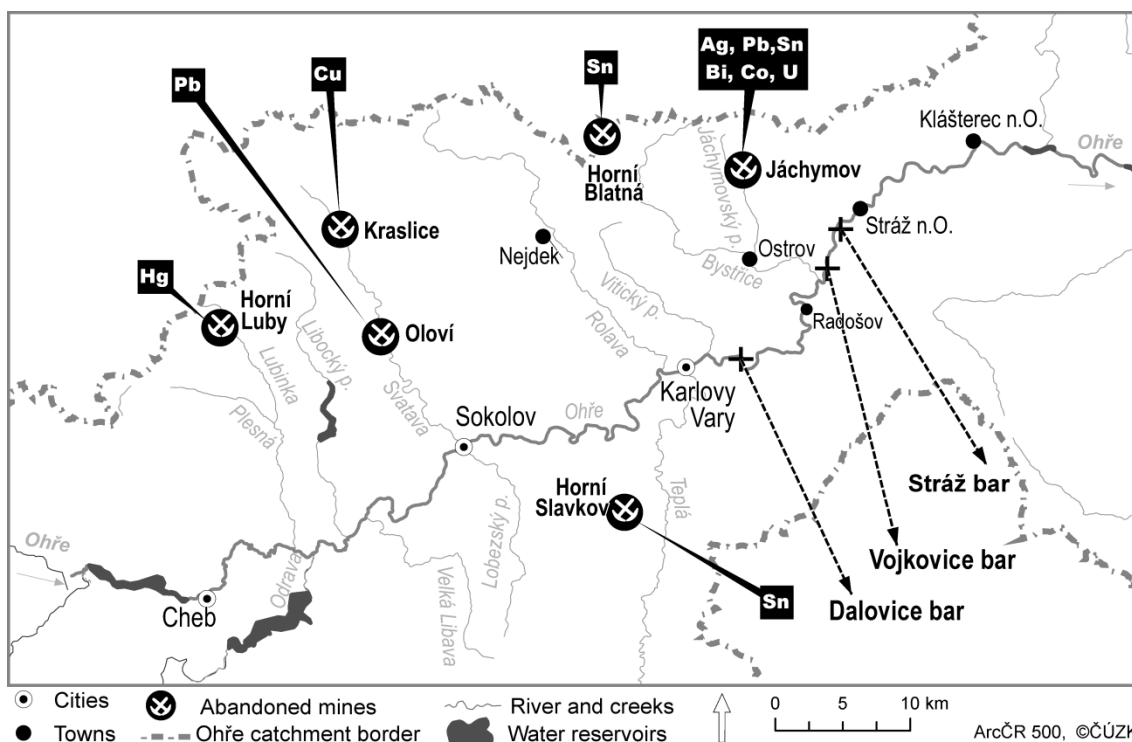 Ag, Pb,Sn
Bi, Co, U
Sn
Cu
Pb
Klášterec n.O.
Ohře
Jáchymovský p.
Horní
Blatná
Jáchymov
Kraslice
Stráž n.O.
Nejdek
Ostrov
Bystřice
Hg
Horní
Luby
Libocký p.
Vitický p.
Radošov
Oloví
Rolava
Lubinka
Svatava
Karlovy
Vary
Plesná
Sokolov
Ohře
Stráž bar
Horní
Slavkov
Teplá
Lobezský p.
Ohře
Vojkovice bar
Odrava
Velká Libava
Sn
Cheb
Dalovice bar
Cities
Abandoned mines
River and creeks
0 5 10 km
Towns
Ohře catchment border
Water reservoirs
ArcČR 500, ©ČÚZK